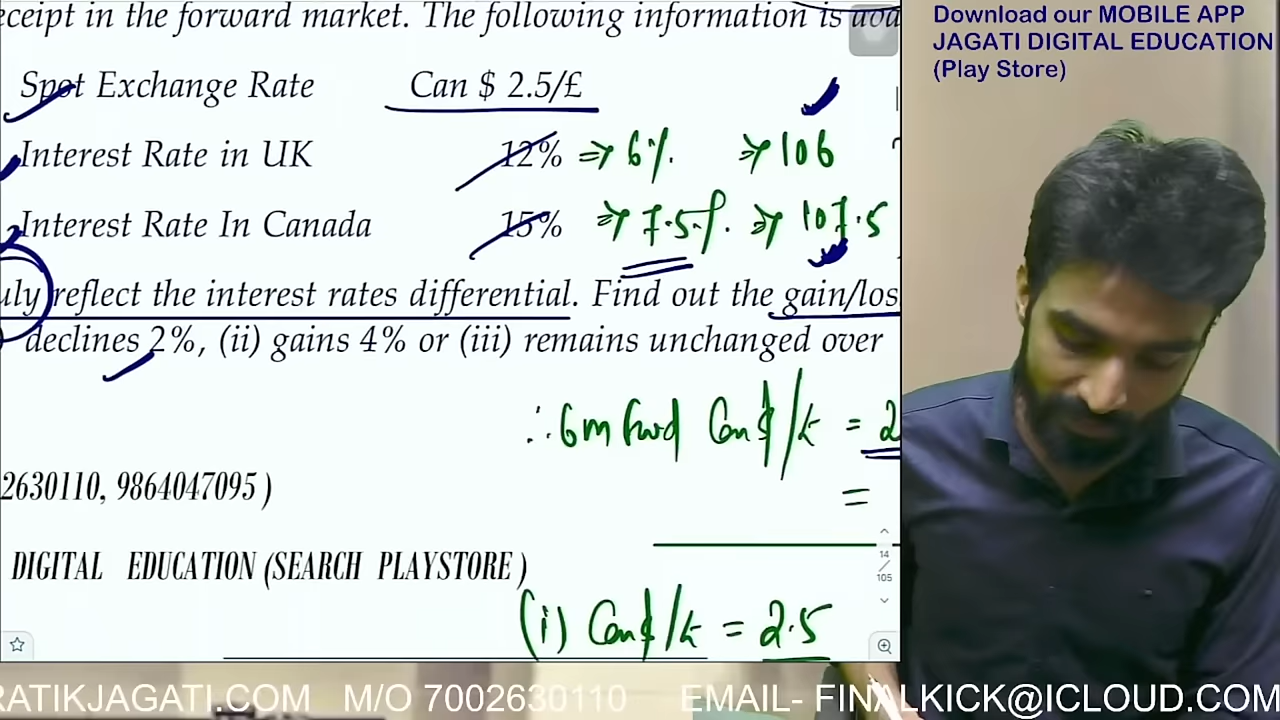 eceipt in the forward market. The following information is ava
Spot Exchange Rate Can $ 2.5/£
Interest Rate in UK 12% ⇒ 6% ⇒ 106
Interest Rate In Canada 15% ⇒ 7.5% ⇒ 107.5
uly reflect the interest rates differential. Find out the gain/los
declines 2%, (ii) gains 4% or (iii) remains unchanged over
∴ 6m fwd Can$/£ = 2
=
2630110, 9864047095 )
DIGITAL EDUCATION (SEARCH PLAYSTORE )
(i) Can$/£ = 2.5
14
/
105
Download our MOBILE APP
JAGATI DIGITAL EDUCATION
(Play Store)
RATIKJAGATI.COM M/O 7002630110 EMAIL- FINALKICK@ICLOUD.COM